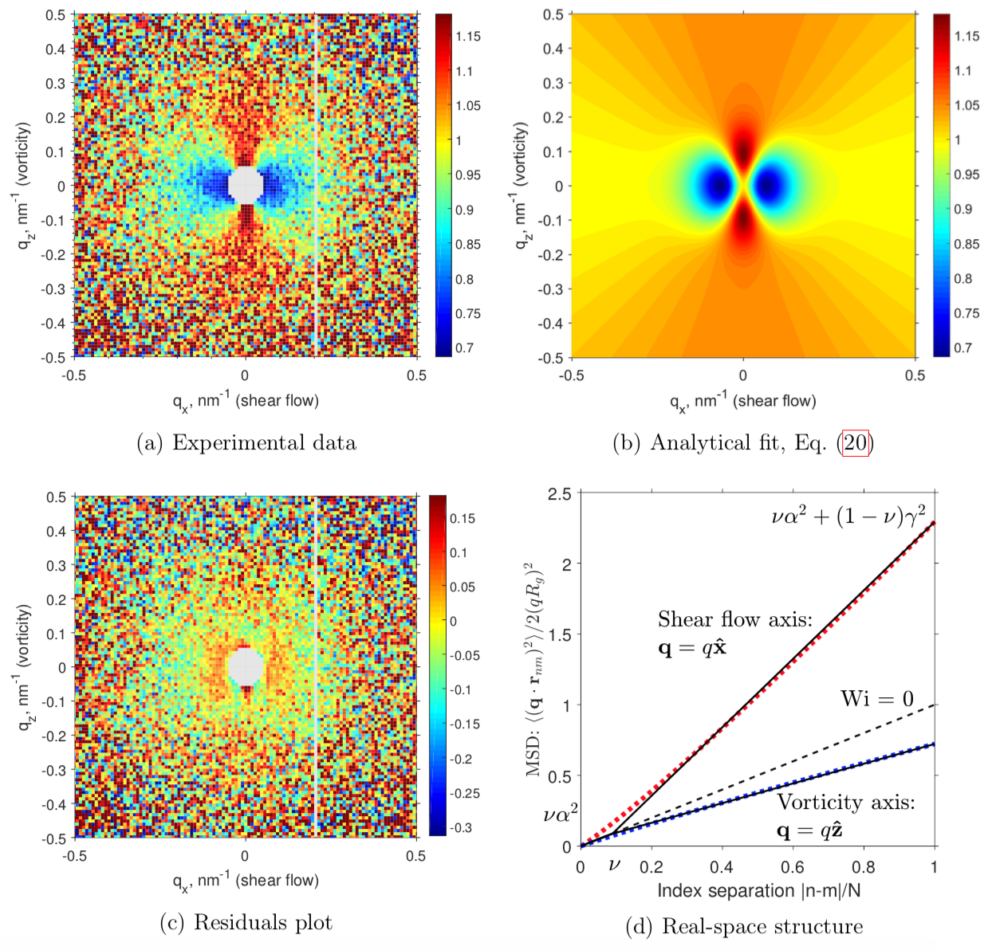 0.5
0.4
0.3
0.2
0.1
0
-0.1
-0.2
-0.3
-0.4
-0.5
q_z, nm^-1 (vorticity)
-0.5 0 0.5
q_x, nm^-1 (shear flow)
1.15
1.1
1.05
1
0.95
0.9
0.85
0.8
0.75
0.7
(a) Experimental data
0.5
0.4
0.3
0.2
0.1
0
-0.1
-0.2
-0.3
-0.4
-0.5
q_z, nm^-1 (vorticity)
-0.5 0 0.5
q_x, nm^-1 (shear flow)
1.15
1.1
1.05
1
0.95
0.9
0.85
0.8
0.75
0.7
(b) Analytical fit, Eq. (20)
0.5
0.4
0.3
0.2
0.1
0
-0.1
-0.2
-0.3
-0.4
-0.5
q_z, nm^-1 (vorticity)
-0.5 0 0.5
q_x, nm^-1 (shear flow)
0.15
0.1
0.05
0
-0.05
-0.1
-0.15
-0.2
-0.25
-0.3
(c) Residuals plot
2.5
2
1.5
1
0.5
0
MSD: ⟨(q · r_nm)^2⟩/2(qR_g)^2
να^2 + (1 − ν)γ^2
Shear flow axis:
q = qx̂
Wi = 0
Vorticity axis:
q = qẑ
να^2
ν
0 0.2 0.4 0.6 0.8 1
Index separation |n-m|/N
(d) Real-space structure